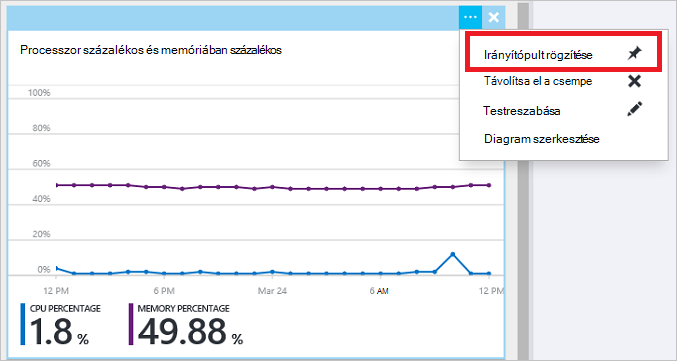 Processzor százalékos és memóriában százalékos
Irányítópult rögzítése
Távolítsa el a csempe
Testreszabása
Diagram szerkesztése
100%
80%
60%
40%
20%
0%
12 PM
6 PM
Mar 24
6 AM
12 PM
CPU PERCENTAGE
1.8 %
MEMORY PERCENTAGE
49.88 %